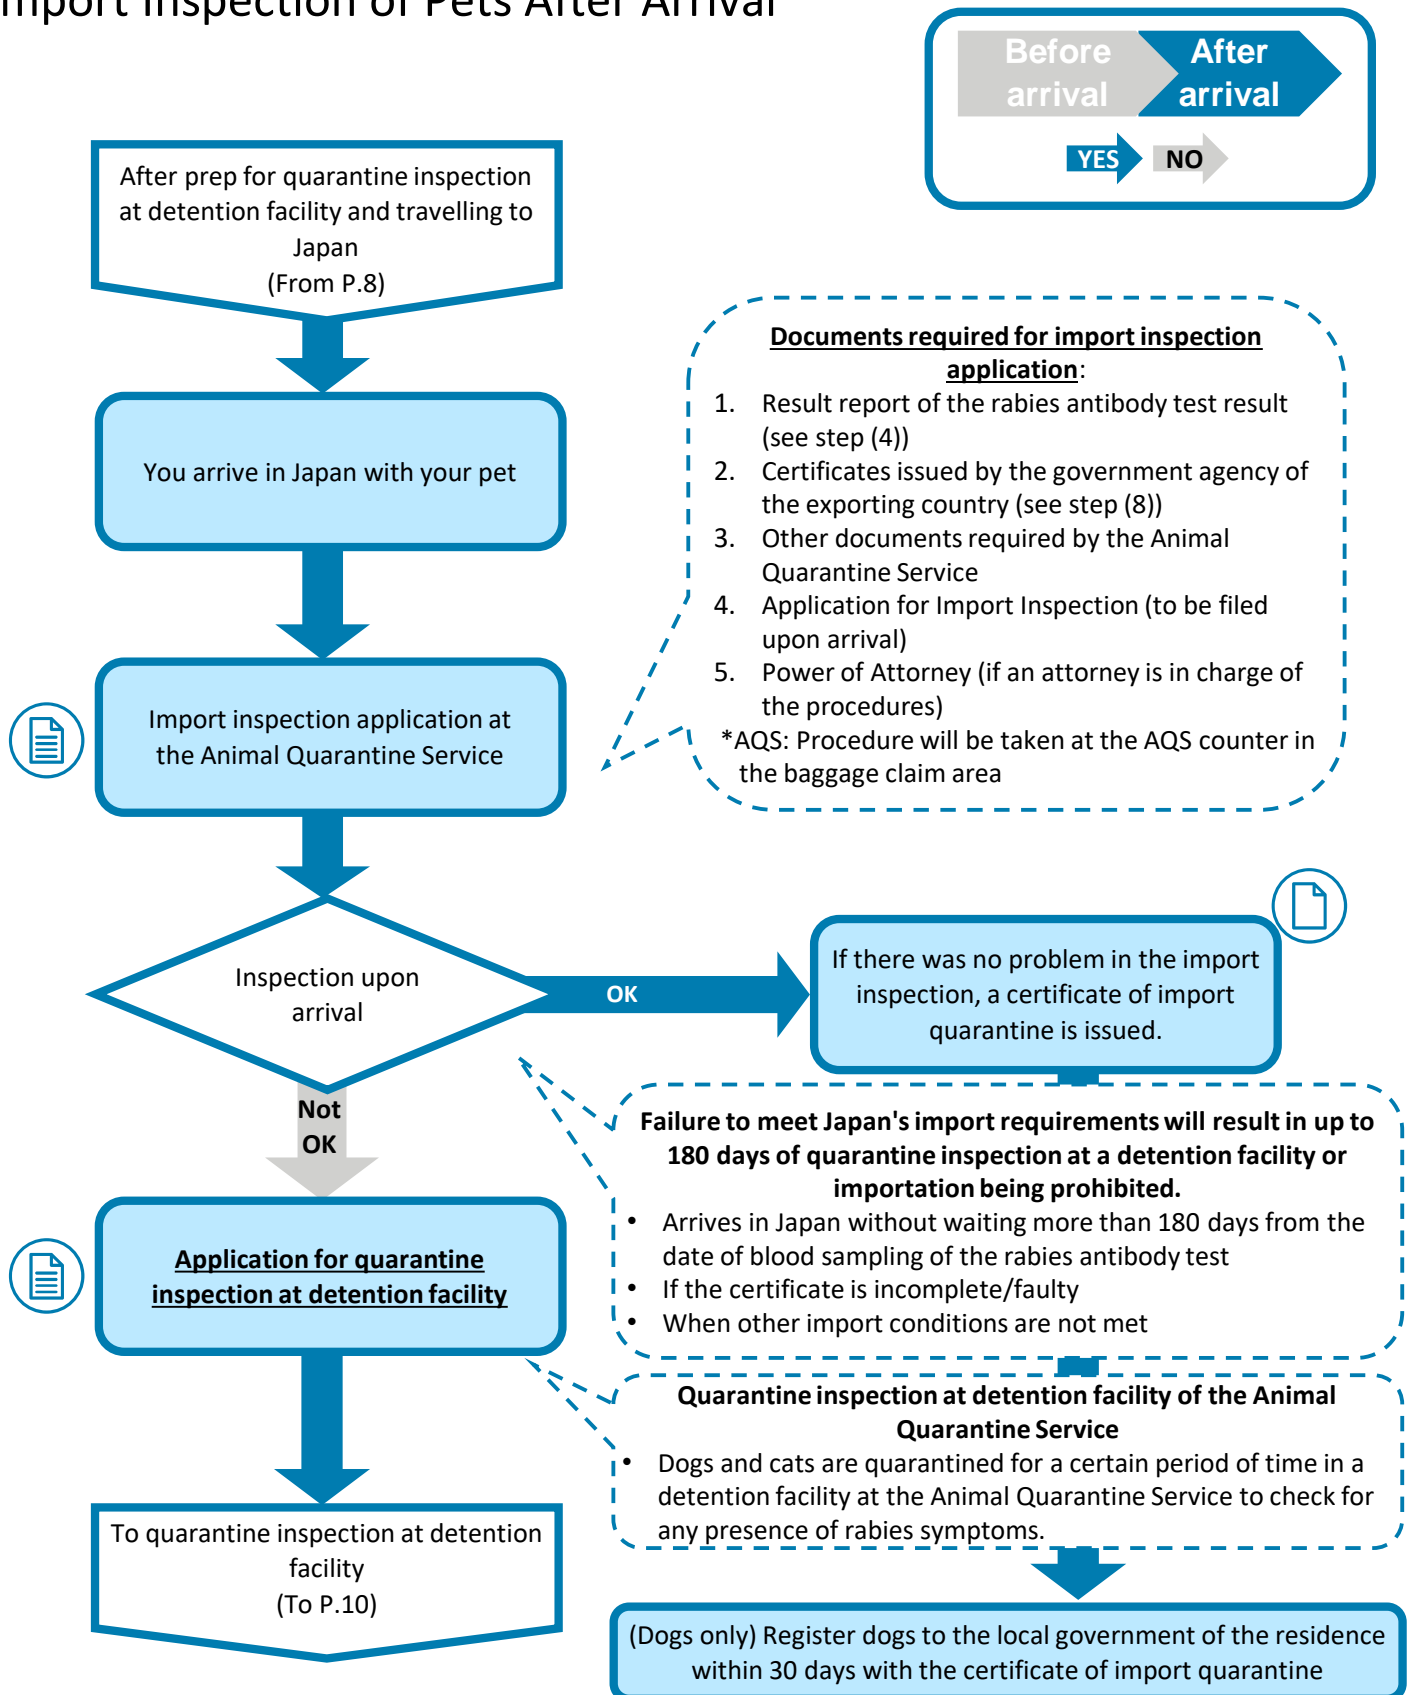 Import Inspection of Pets After Arrival
Before
arrival
After
arrival
YES
NO
After prep for quarantine inspection
at detention facility and travelling to
Japan
(From P.8)
You arrive in Japan with your pet
Import inspection application at
the Animal Quarantine Service
Documents required for import inspection
application:
1. Result report of the rabies antibody test result
(see step (4))
2. Certificates issued by the government agency of
the exporting country (see step (8))
3. Other documents required by the Animal
Quarantine Service
4. Application for Import Inspection (to be filed
upon arrival)
5. Power of Attorney (if an attorney is in charge of
the procedures)
*AQS: Procedure will be taken at the AQS counter in
the baggage claim area
Inspection upon
arrival
OK
If there was no problem in the import
inspection, a certificate of import
quarantine is issued.
Not
OK
Failure to meet Japan's import requirements will result in up to
180 days of quarantine inspection at a detention facility or
importation being prohibited.
• Arrives in Japan without waiting more than 180 days from the
date of blood sampling of the rabies antibody test
• If the certificate is incomplete/faulty
• When other import conditions are not met
Application for quarantine
inspection at detention facility
Quarantine inspection at detention facility of the Animal
Quarantine Service
• Dogs and cats are quarantined for a certain period of time in a
detention facility at the Animal Quarantine Service to check for
any presence of rabies symptoms.
To quarantine inspection at detention
facility
(To P.10)
(Dogs only) Register dogs to the local government of the residence
within 30 days with the certificate of import quarantine